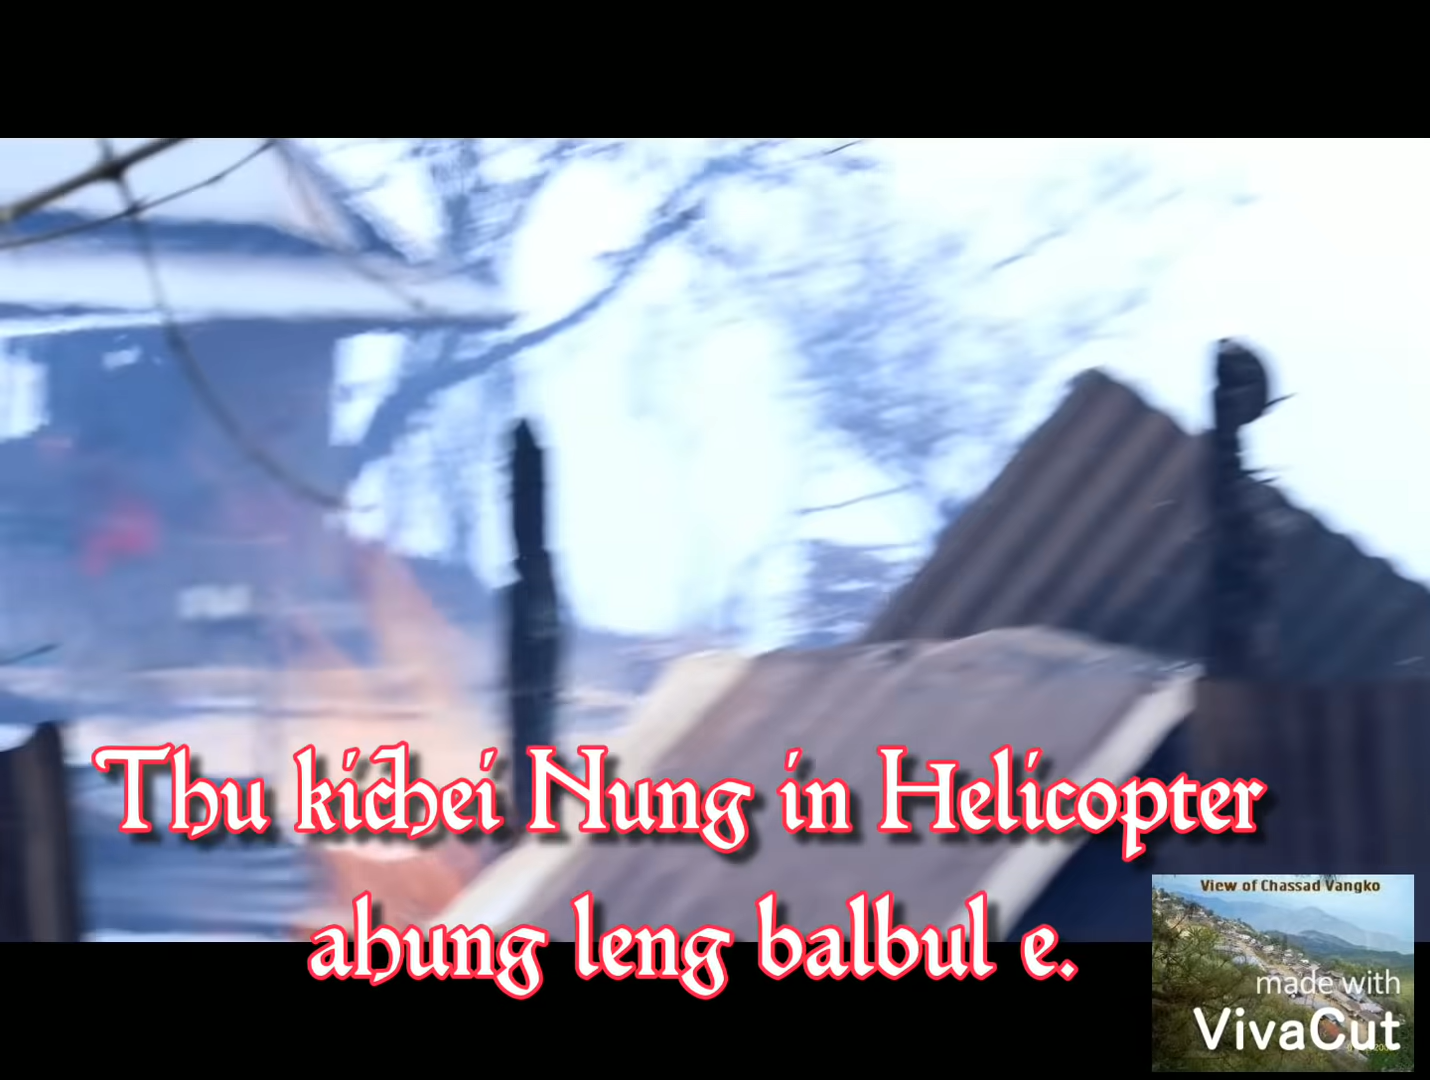 Thu kichei Nung in Helicopter
ahung leng balbul e.
View of Chassad Vangko
made with
VivaCut